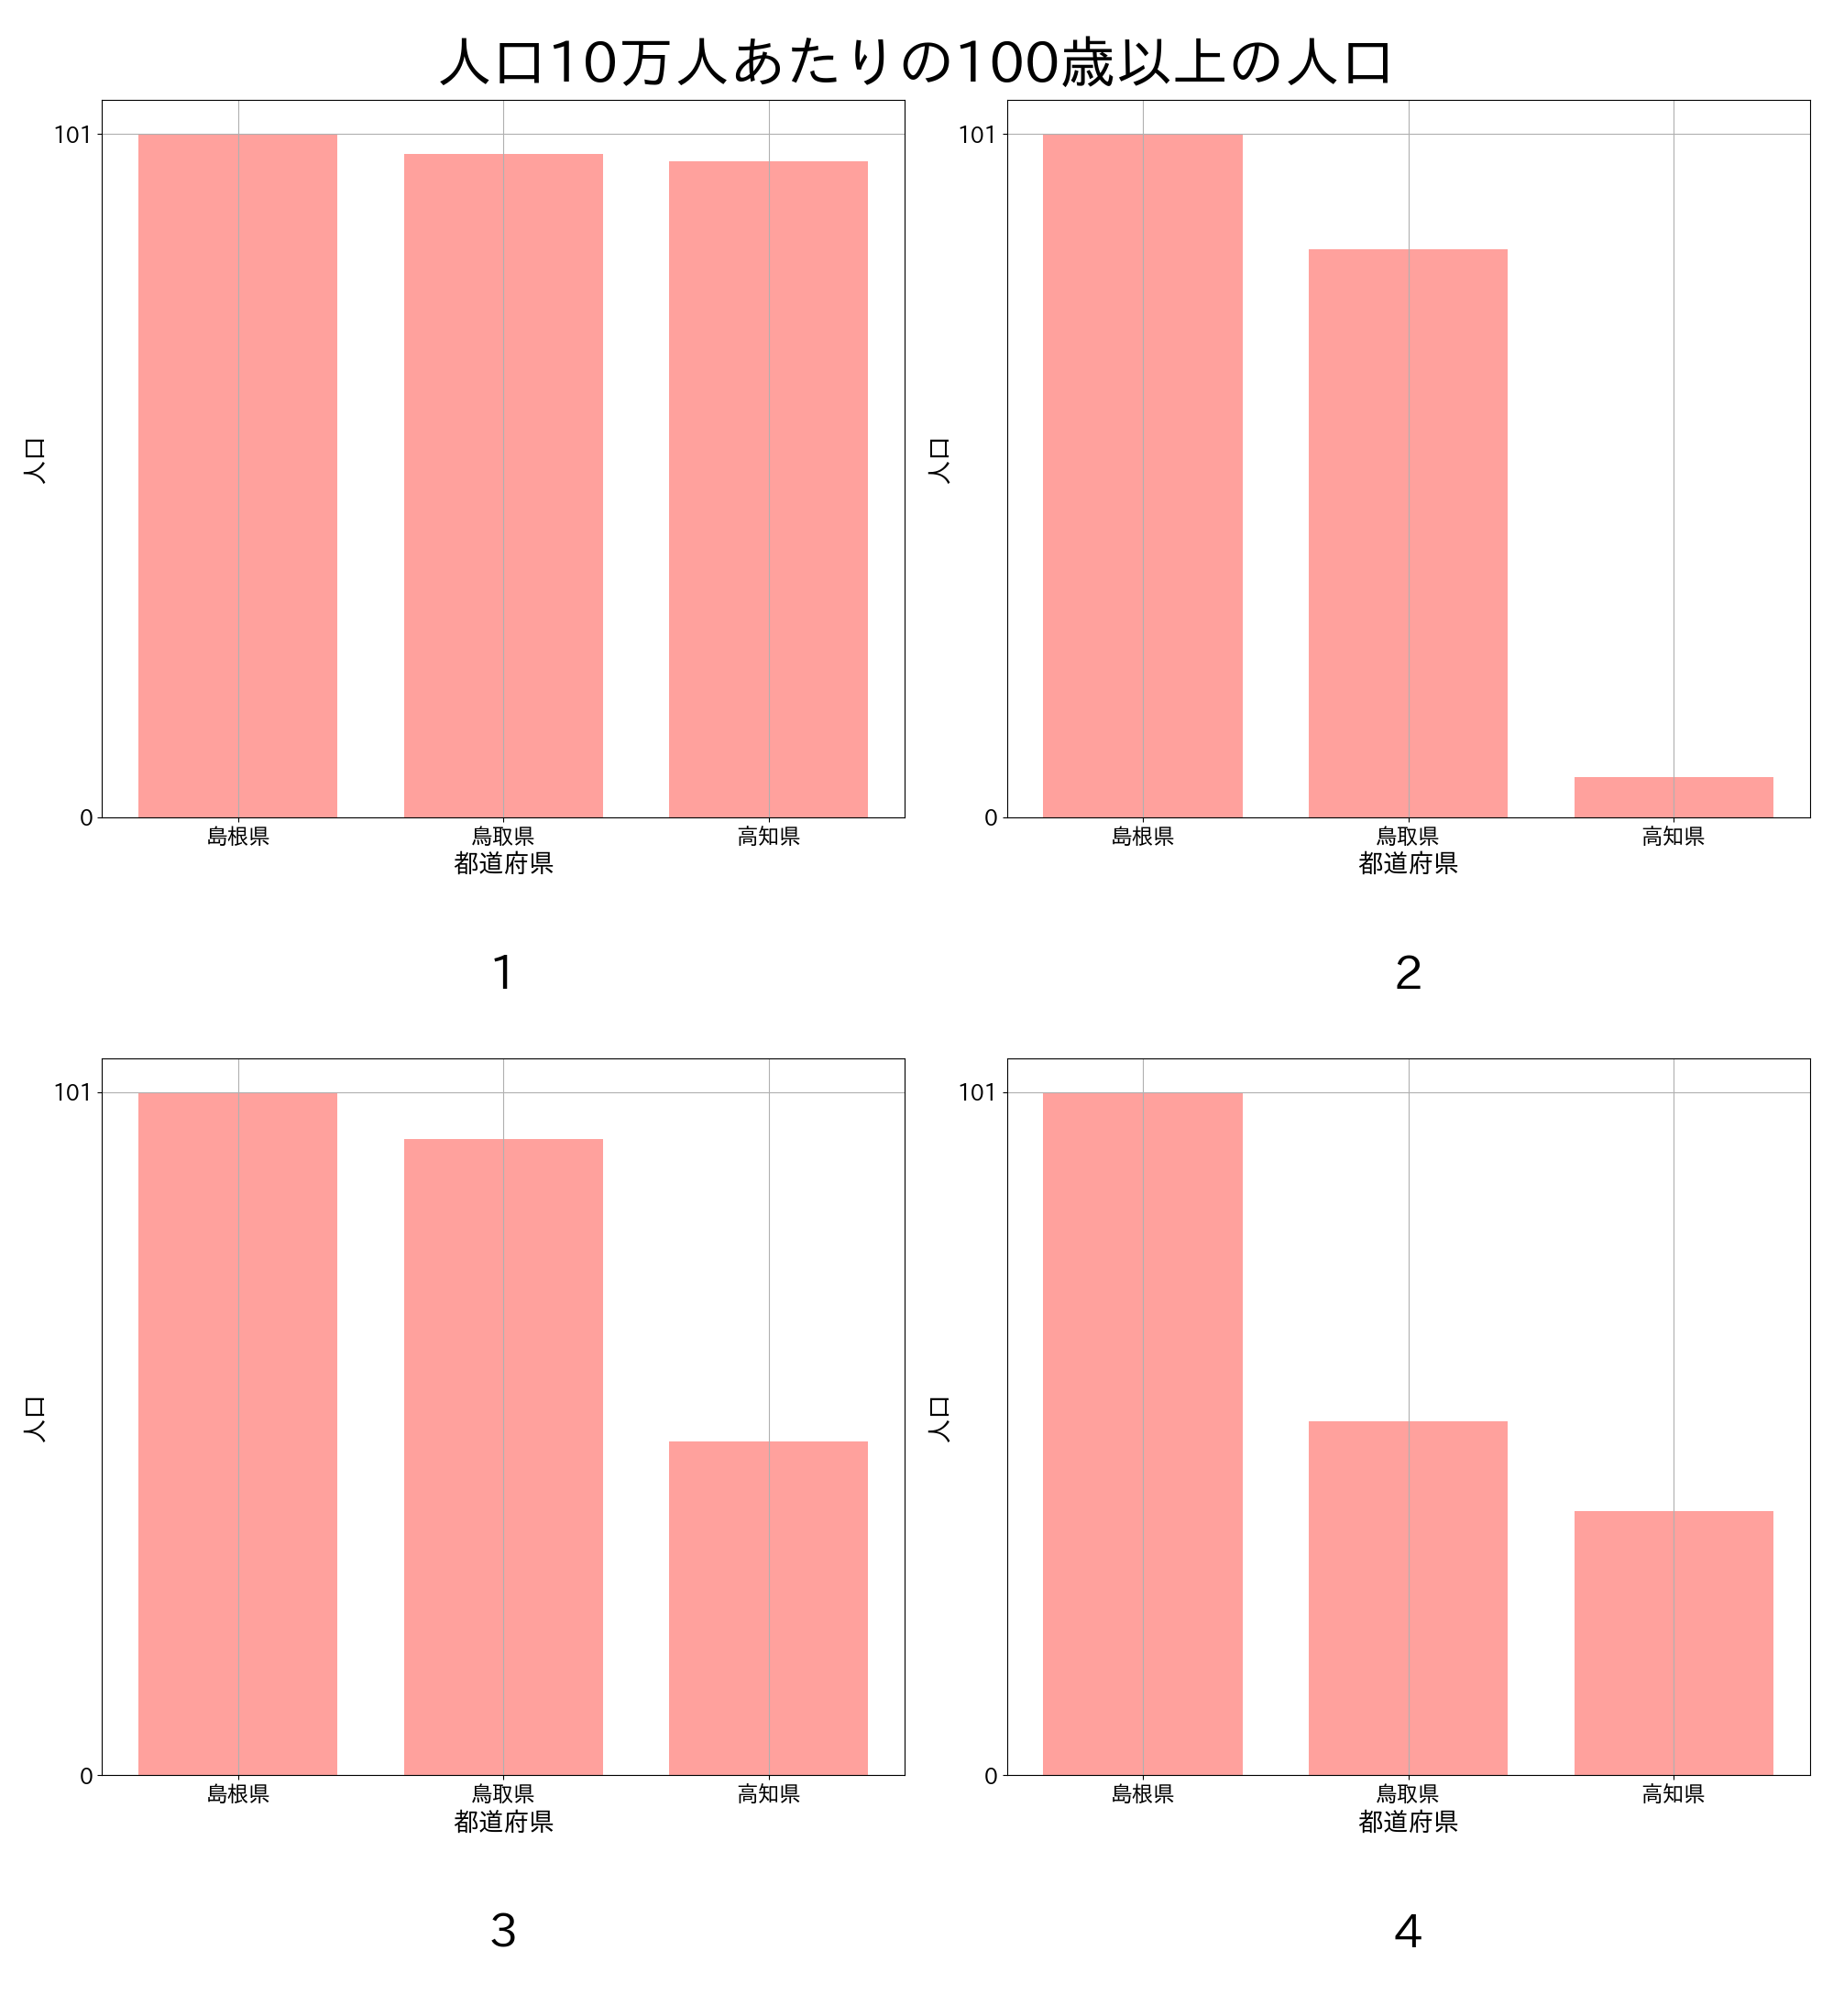 人口10万人あたりの100歳以上の人口
101
0
人口
島根県 鳥取県 高知県
都道府県
1
101
0
人口
島根県 鳥取県 高知県
都道府県
2
101
0
人口
島根県 鳥取県 高知県
都道府県
3
101
0
人口
島根県 鳥取県 高知県
都道府県
4